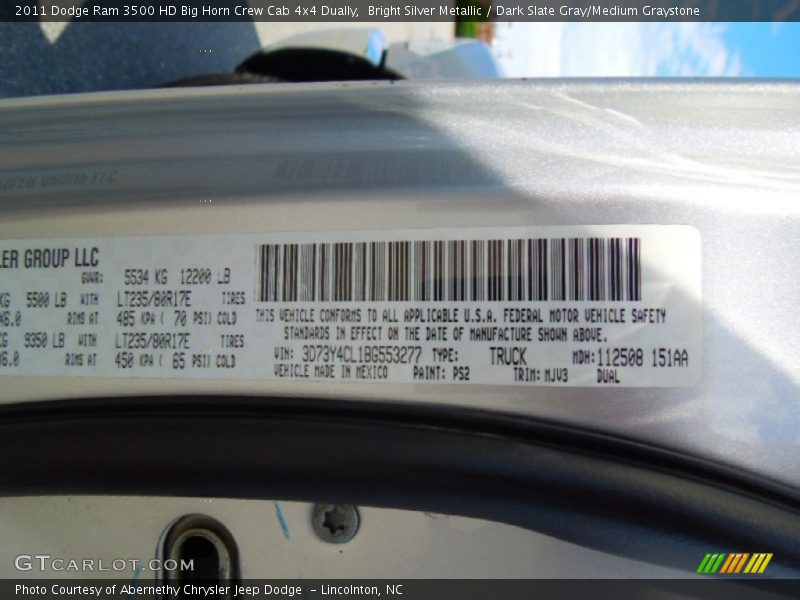 2011 Dodge Ram 3500 HD Big Horn Crew Cab 4x4 Dually, Bright Silver Metallic / Dark Slate Gray/Medium Graystone
LER GROUP LLC
GVWR: 5534 KG 12200 LB
KG 5500 LB WITH LT235/80R17E TIRES
X6.0 RIMS AT 485 KPA ( 70 PSI) COLD
KG 9350 LB WITH LT235/80R17E TIRES
X6.0 RIMS AT 450 KPA ( 65 PSI) COLD
THIS VEHICLE CONFORMS TO ALL APPLICABLE U.S.A. FEDERAL MOTOR VEHICLE SAFETY
STANDARDS IN EFFECT ON THE DATE OF MANUFACTURE SHOWN ABOVE.
VIN: 3D73Y4CL1BG553277 TYPE: TRUCK MDH: 112508 151AA
VEHICLE MADE IN MEXICO PAINT: PS2 TRIM: MJV3 DUAL
GTCARLOT.COM
Photo Courtesy of Abernethy Chrysler Jeep Dodge - Lincolnton, NC